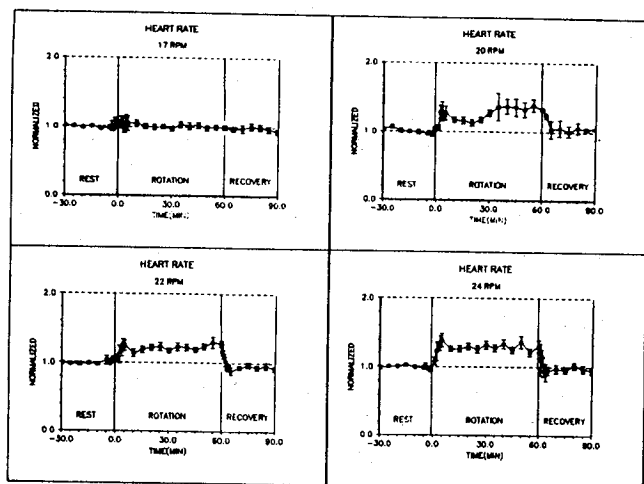 HEART RATE
17 RPM
2.0
NORMALIZED
1.0
0.0
REST
ROTATION
RECOVERY
-30.0
0.0
30.0
60.0
90.0
TIME(MIN)
HEART RATE
20 RPM
2.0
NORMALIZED
1.0
0.0
REST
ROTATION
RECOVERY
-30.0
0.0
30.0
60.0
90.0
TIME(MIN)
HEART RATE
22 RPM
2.0
NORMALIZED
1.0
0.0
REST
ROTATION
RECOVERY
-30.0
0.0
30.0
60.0
90.0
TIME(MIN)
HEART RATE
24 RPM
2.0
NORMALIZED
1.0
0.0
REST
ROTATION
RECOVERY
-30.0
0.0
30.0
60.0
80.0
TIME(MIN)